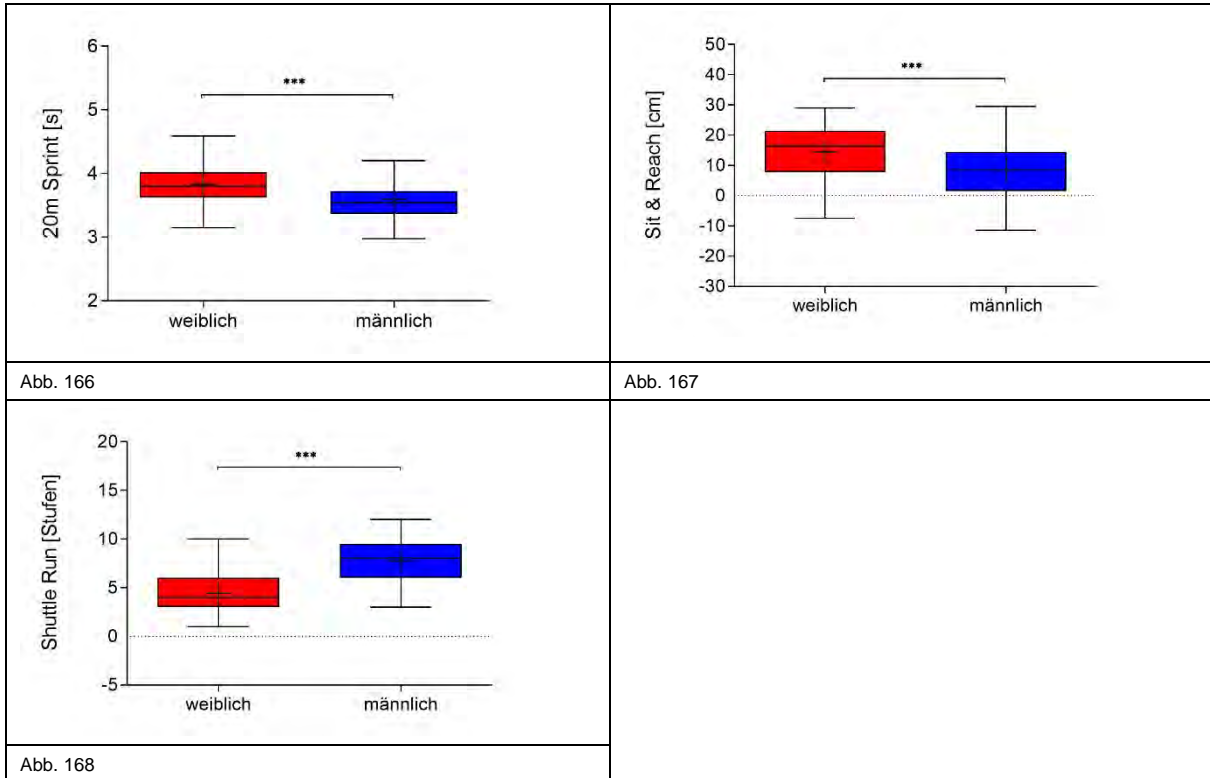 20m Sprint [s]
6
5
4
3
2
***
weiblich
männlich
Abb. 166
Sit & Reach [cm]
50
40
30
20
10
0
-10
-20
-30
***
weiblich
männlich
Abb. 167
Shuttle Run [Stufen]
20
15
10
5
0
-5
***
weiblich
männlich
Abb. 168